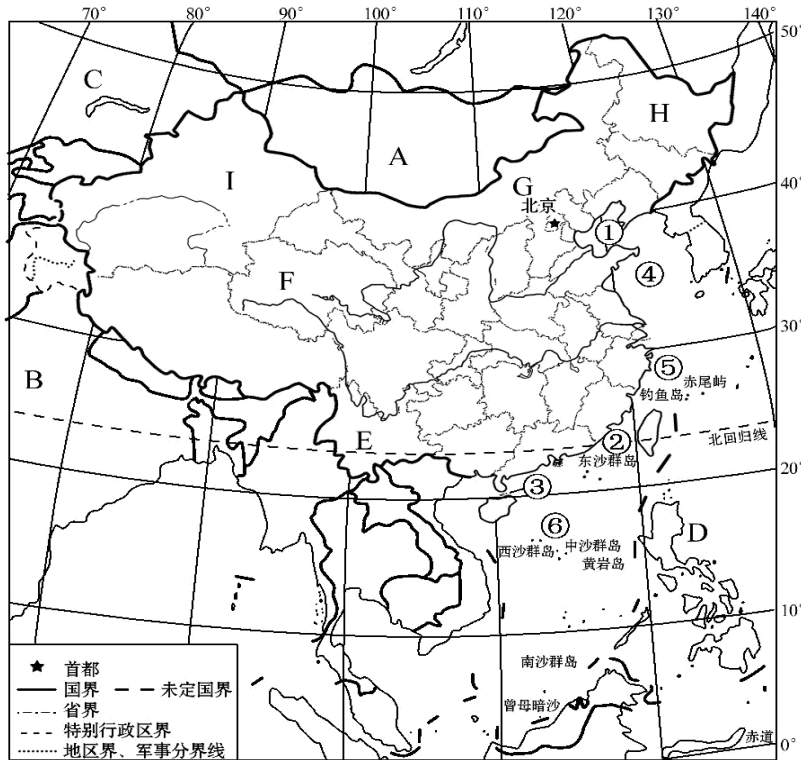 70°
80°
90°
100°
110°
120°
130°
140°
50°
C
H
A
I
G
北京
40°
①
④
F
30°
⑤
赤尾屿
钓鱼岛
B
E
②
北回归线
东沙群岛
20°
③
⑥
D
西沙群岛
中沙群岛
黄岩岛
10°
首都
国界
未定国界
省界
特别行政区界
地区界、军事分界线
南沙群岛
曾母暗沙
赤道
0°